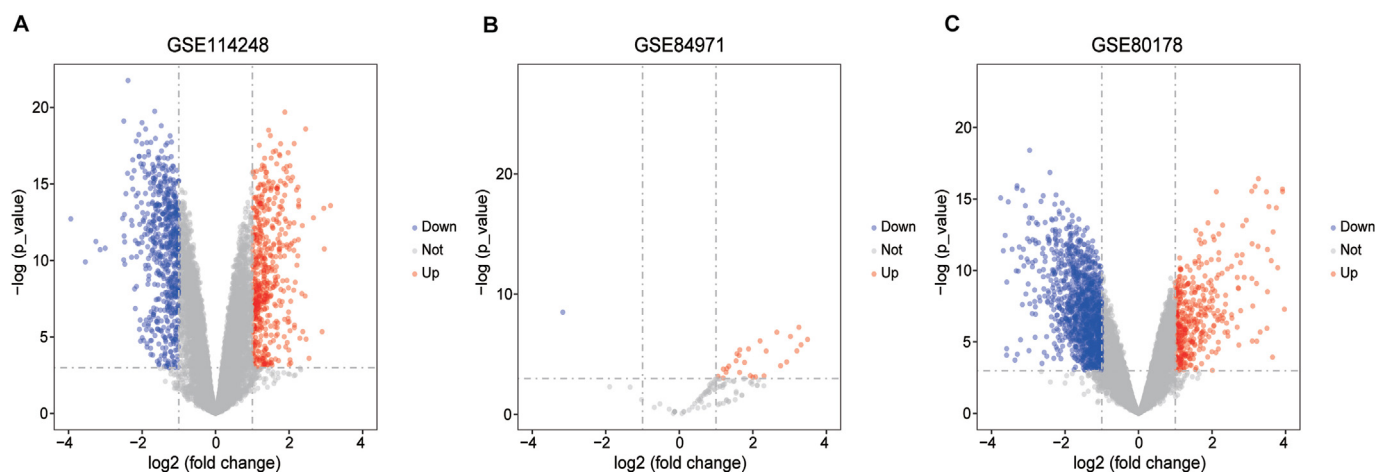 A
GSE114248
−log (p_value)
20
15
10
5
0
−4
−2
0
2
4
log2 (fold change)
Down
Not
Up
B
GSE84971
−log (p_value)
20
10
0
−4
−2
0
2
4
log2 (fold change)
Down
Not
Up
C
GSE80178
−log (p_value)
20
15
10
5
0
−4
−2
0
2
4
log2 (fold change)
Down
Not
Up